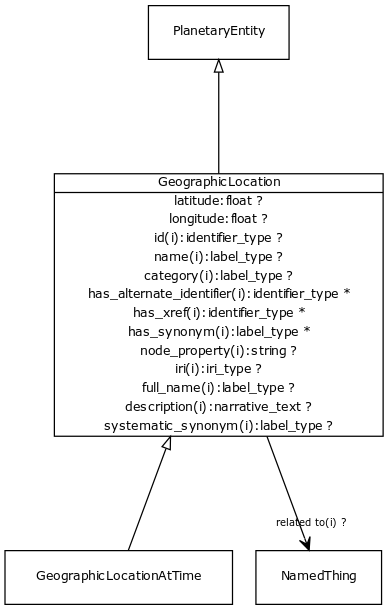 PlanetaryEntity
GeographicLocation
latitude:float ?
longitude:float ?
id(i):identifier_type ?
name(i):label_type ?
category(i):label_type ?
has_alternate_identifier(i):identifier_type *
has_xref(i):identifier_type *
has_synonym(i):label_type *
node_property(i):string ?
iri(i):iri_type ?
full_name(i):label_type ?
description(i):narrative_text ?
systematic_synonym(i):label_type ?
related to(i) ?
GeographicLocationAtTime
NamedThing